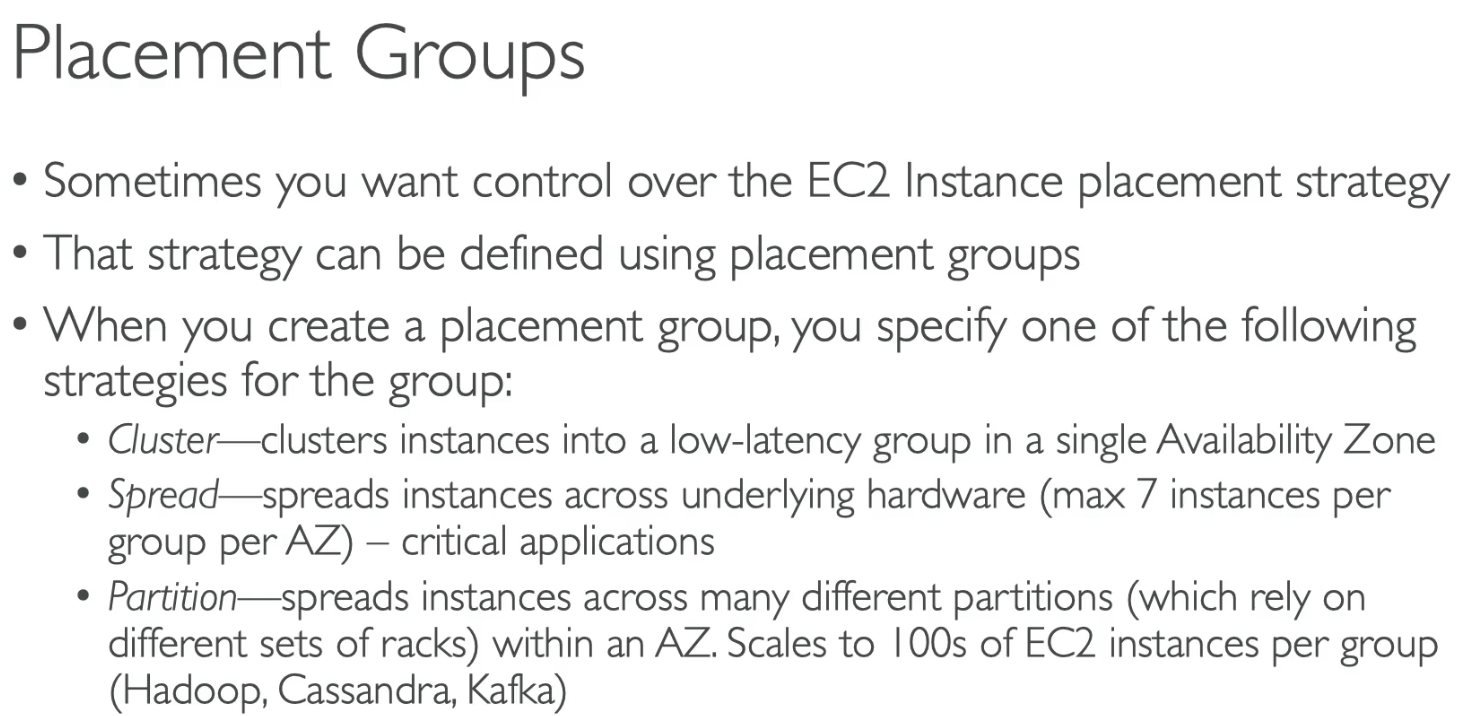 Placement Groups
• Sometimes you want control over the EC2 Instance placement strategy
• That strategy can be defined using placement groups
• When you create a placement group, you specify one of the following
strategies for the group:
• Cluster—clusters instances into a low-latency group in a single Availability Zone
• Spread—spreads instances across underlying hardware (max 7 instances per
group per AZ) – critical applications
• Partition—spreads instances across many different partitions (which rely on
different sets of racks) within an AZ. Scales to 100s of EC2 instances per group
(Hadoop, Cassandra, Kafka)